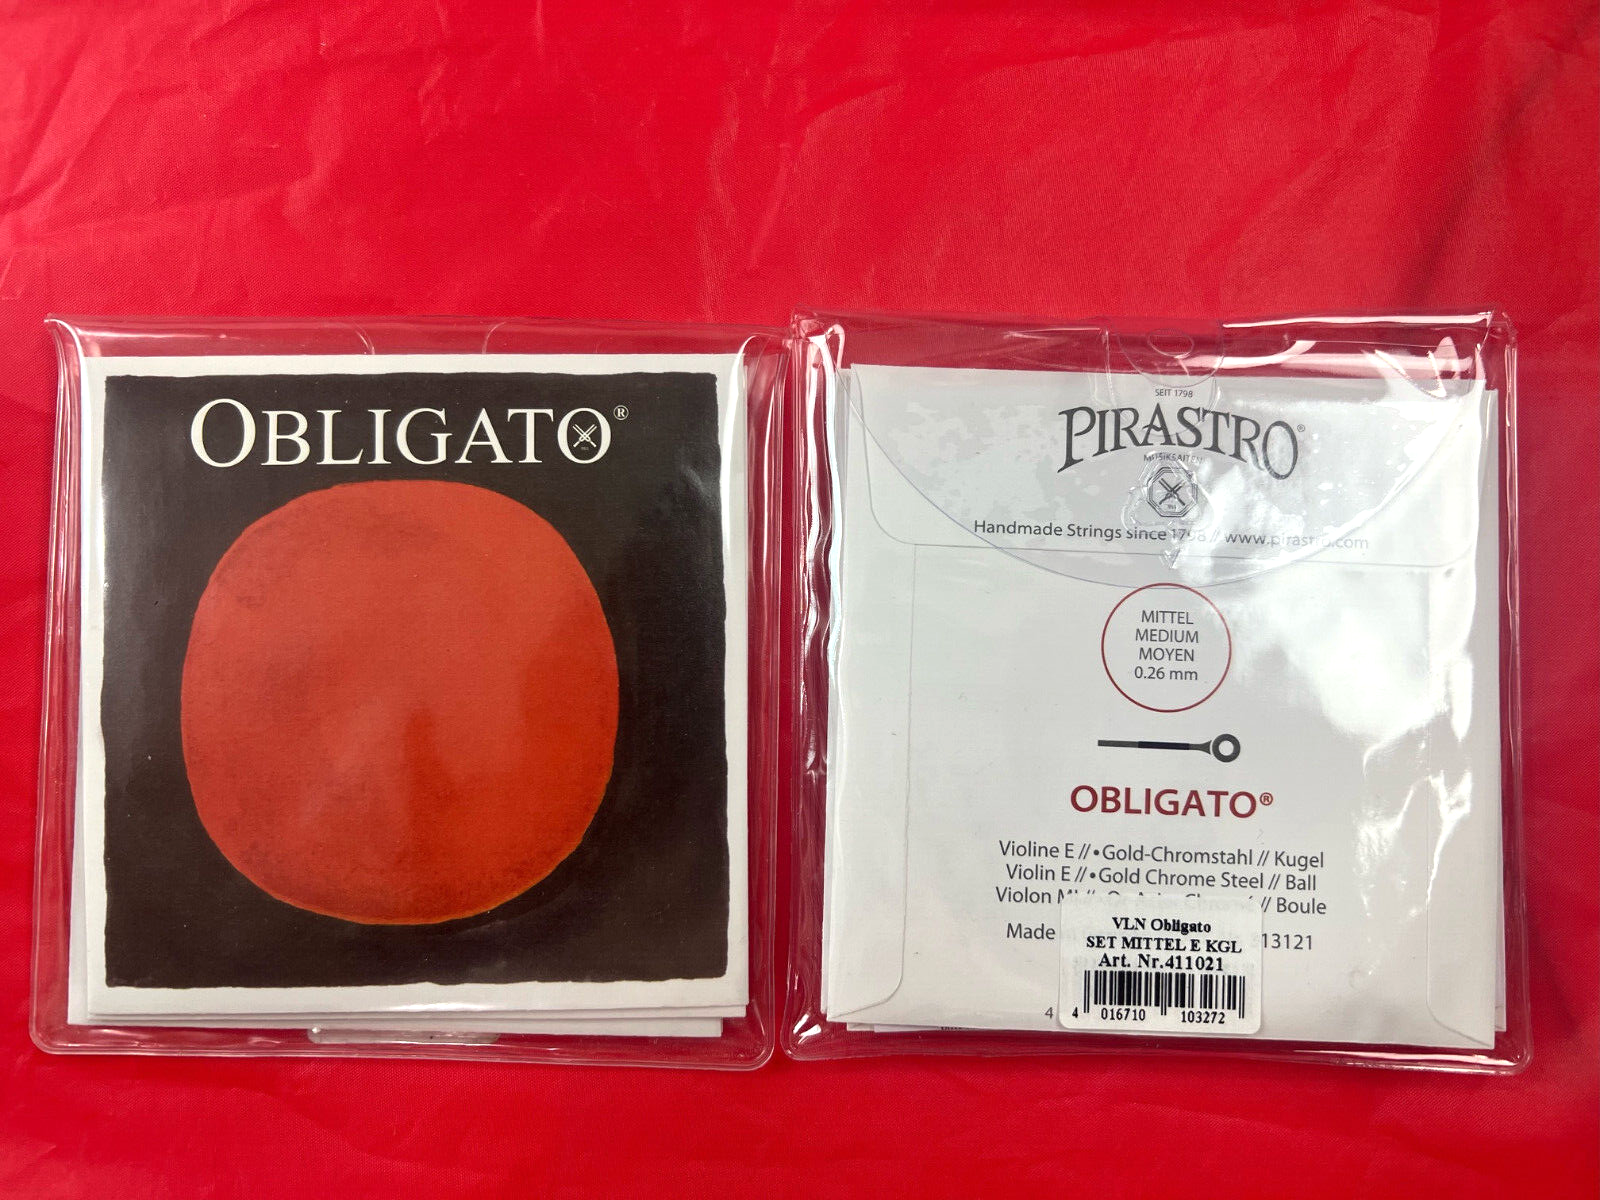 OBLIGATO®
SEIT 1798
PIRASTRO®
MUSIKSAITEN
Handmade Strings since 1798 // www.pirastro.com
MITTEL
MEDIUM
MOYEN
0.26 mm
OBLIGATO®
Violine E // • Gold-Chromstahl // Kugel
Violin E // • Gold Chrome Steel // Ball
Violon // Boule
Made 313121
VLN Obligato
SET MITTEL E KGL
Art. Nr.411021
4
4 016710 103272